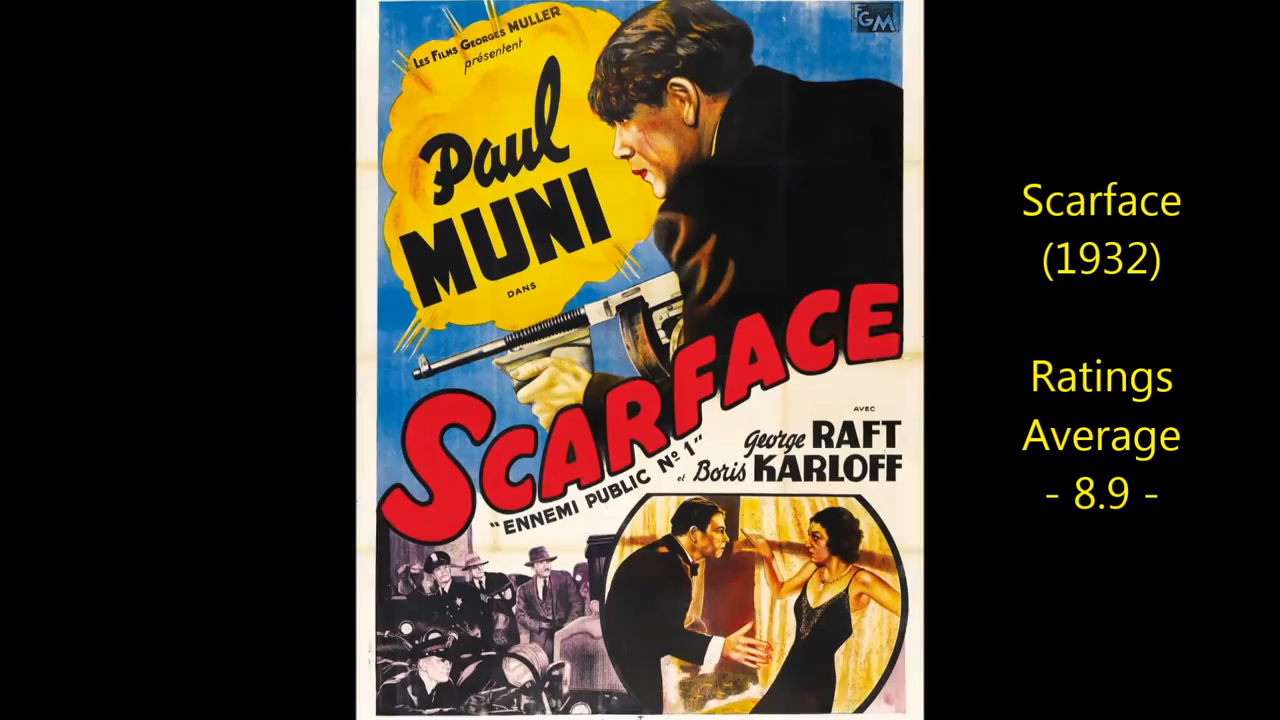 LES FILMS GEORGES MULLER
présentent
Paul
MUNI
DANS
SCARFACE
"ENNEMI PUBLIC Nº 1"
AVEC
George RAFT
et Boris KARLOFF
FGM
Scarface
(1932)
Ratings
Average
- 8.9 -